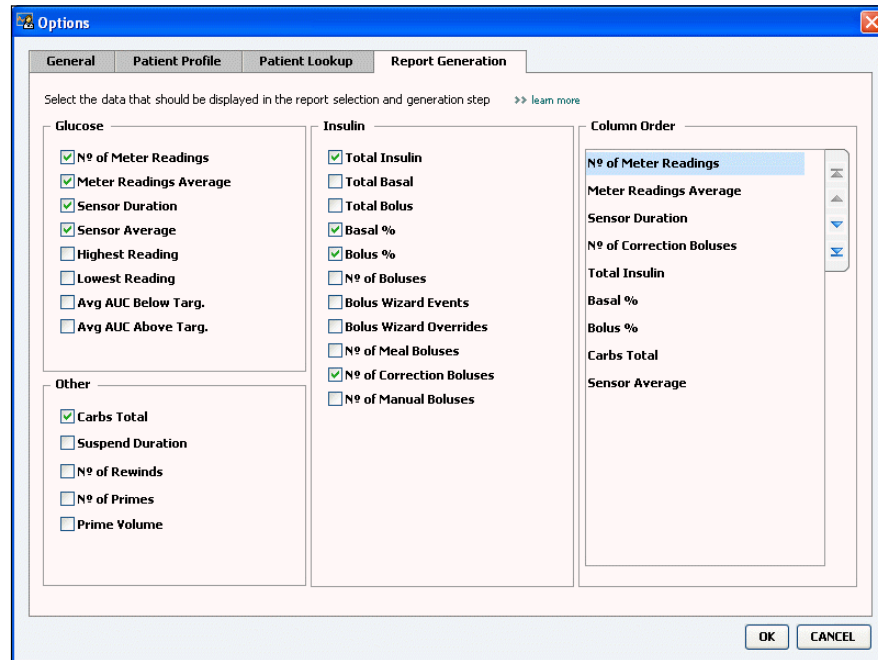 Options
General Patient Profile Patient Lookup Report Generation
Select the data that should be displayed in the report selection and generation step >> learn more
Glucose
Nº of Meter Readings
Meter Readings Average
Sensor Duration
Sensor Average
Highest Reading
Lowest Reading
Avg AUC Below Targ.
Avg AUC Above Targ.
Other
Carbs Total
Suspend Duration
Nº of Rewinds
Nº of Primes
Prime Volume
Insulin
Total Insulin
Total Basal
Total Bolus
Basal %
Bolus %
Nº of Boluses
Bolus Wizard Events
Bolus Wizard Overrides
Nº of Meal Boluses
Nº of Correction Boluses
Nº of Manual Boluses
Column Order
Nº of Meter Readings
Meter Readings Average
Sensor Duration
Nº of Correction Boluses
Total Insulin
Basal %
Bolus %
Carbs Total
Sensor Average
OK CANCEL